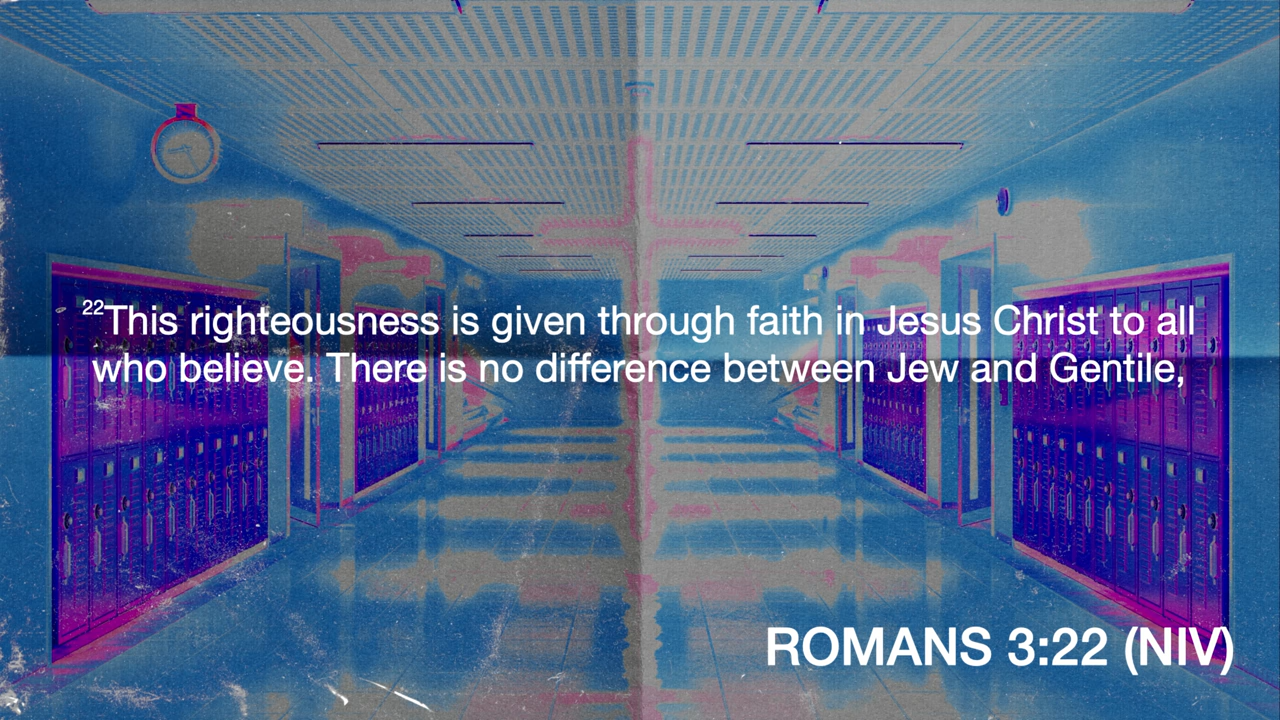 22This righteousness is given through faith in Jesus Christ to all
who believe. There is no difference between Jew and Gentile,
ROMANS 3:22 (NIV)